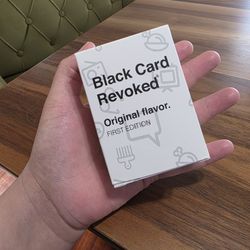 Black Card
Revoked
Original flavor.
FIRST EDITION